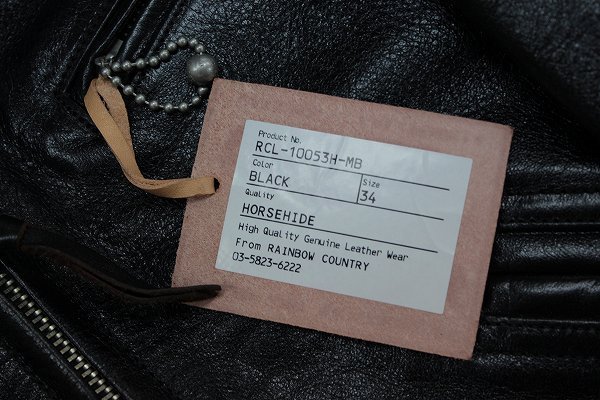 Product No.
RCL-10053H-MB
Color
BLACK
Size
34
Quality
HORSEHIDE
High Quality Genuine Leather Wear
From RAINBOW COUNTRY
03-5823-6222